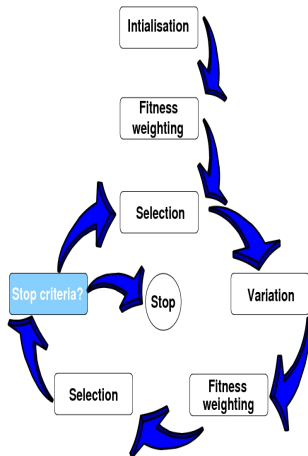 Intialisation
Fitness
weighting
Selection
Variation
Fitness
weighting
Selection
Stop criteria?
Stop